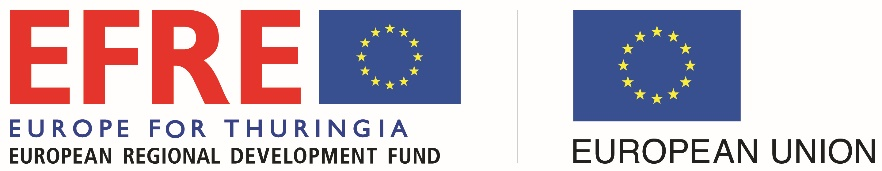 EFRE
EUROPE FOR THURINGIA
EUROPEAN REGIONAL DEVELOPMENT FUND
EUROPEAN UNION